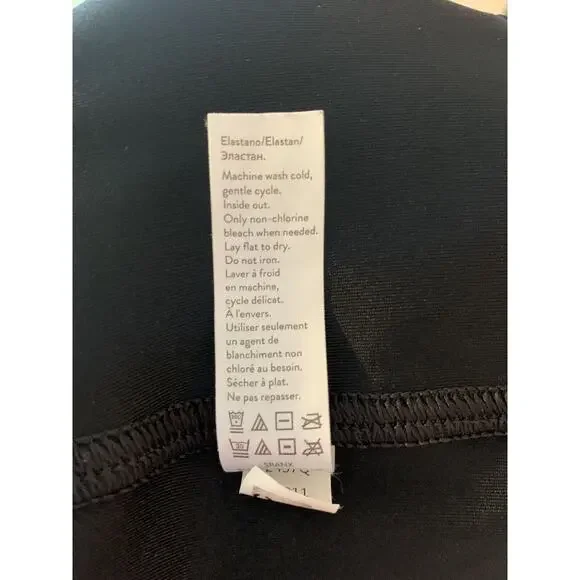 Elastano/Elastan/
Эластан.
Machine wash cold,
gentle cycle.
Inside out.
Only non-chlorine
bleach when needed.
Lay flat to dry.
Do not iron.
Laver à froid
en machine,
cycle délicat.
À l'envers.
Utiliser seulement
un agent de
blanchiment non
chloré au besoin.
Sécher à plat.
Ne pas repasser.
30
SPANX